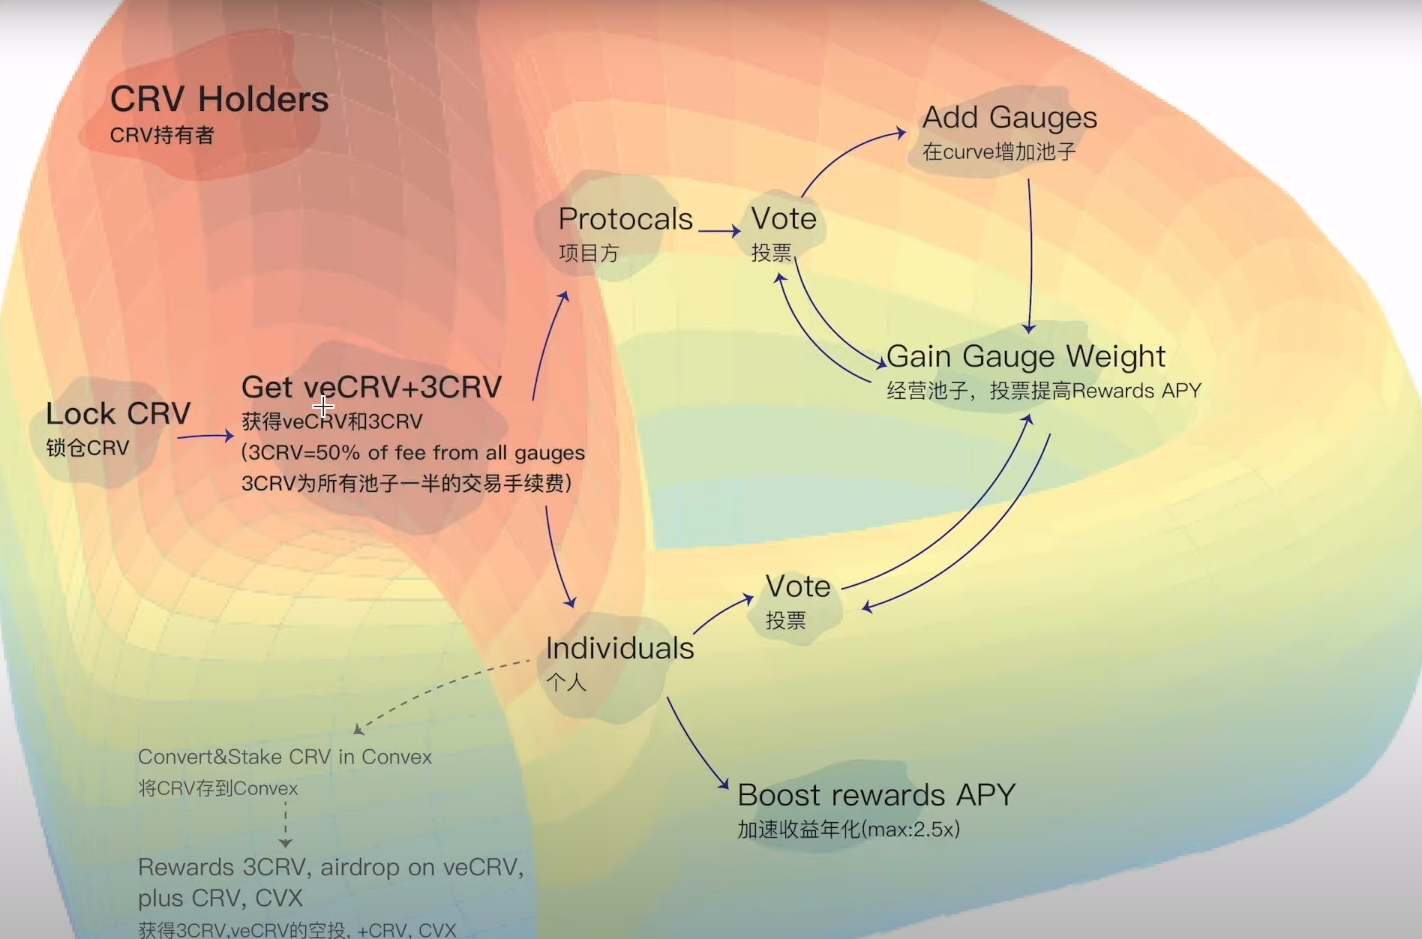 CRV Holders
CRV持有者
Add Gauges
在curve增加池子
Protocals
项目方
Vote
投票
Gain Gauge Weight
经营池子，投票提高Rewards APY
Lock CRV
锁仓CRV
Get veCRV+3CRV
获得veCRV和3CRV
(3CRV=50% of fee from all gauges
3CRV为所有池子一半的交易手续费)
Vote
投票
Individuals
个人
Convert&Stake CRV in Convex
将CRV存到Convex
Boost rewards APY
加速收益年化(max:2.5x)
Rewards 3CRV, airdrop on veCRV,
plus CRV, CVX
获得3CRV,veCRV的空投, +CRV, CVX